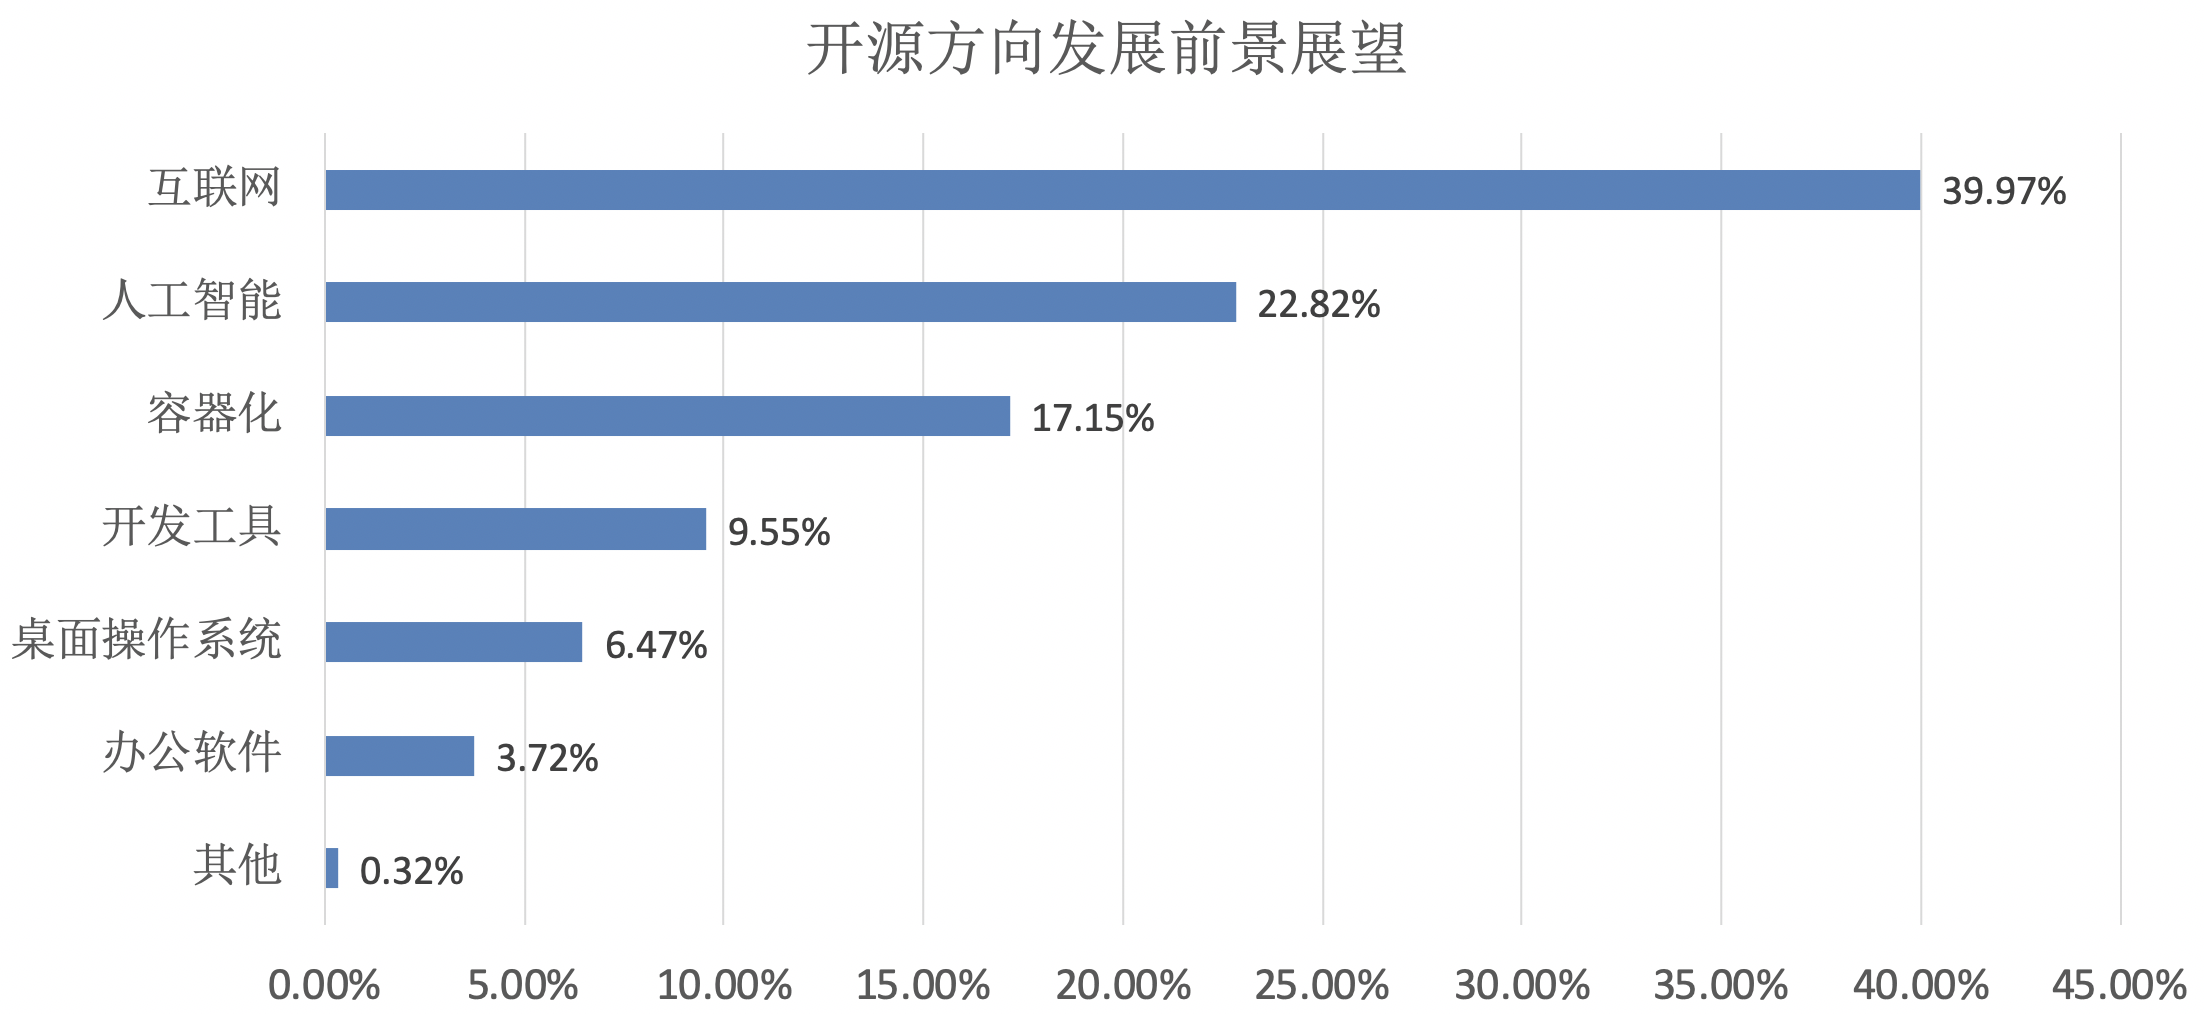 开源方向发展前景展望
互联网 39.97%
人工智能 22.82%
容器化 17.15%
开发工具 9.55%
桌面操作系统 6.47%
办公软件 3.72%
其他 0.32%
0.00% 5.00% 10.00% 15.00% 20.00% 25.00% 30.00% 35.00% 40.00% 45.00%